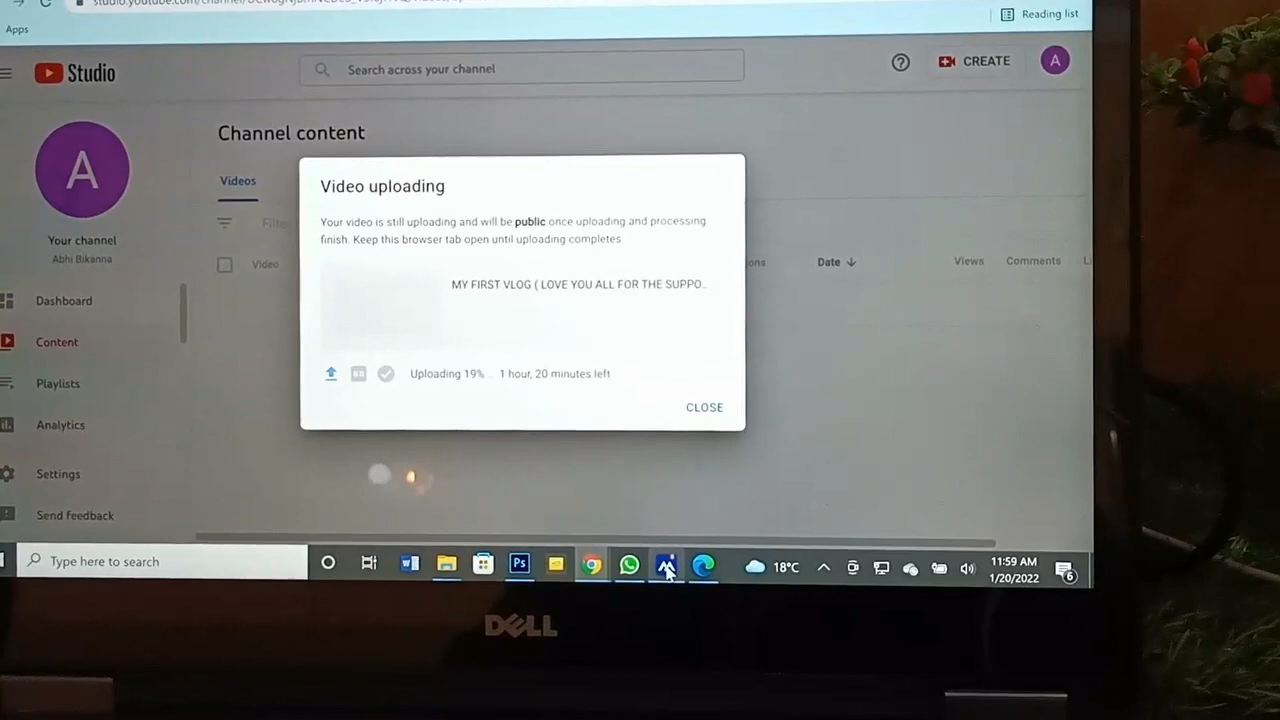 Apps
Reading list
Studio
Search across your channel
CREATE
A
A
Channel content
Videos
Your channel
Abhi Bikanna
Filter
Video
Date
Views
Comments
Video uploading
Your video is still uploading and will be public once uploading and processing
finish. Keep this browser tab open until uploading completes
MY FIRST VLOG ( LOVE YOU ALL FOR THE SUPPO..
Uploading 19% ... 1 hour, 20 minutes left
CLOSE
Dashboard
Content
Playlists
Analytics
Settings
Send feedback
Type here to search
Ps
18°C
11:59 AM
1/20/2022
6
DELL